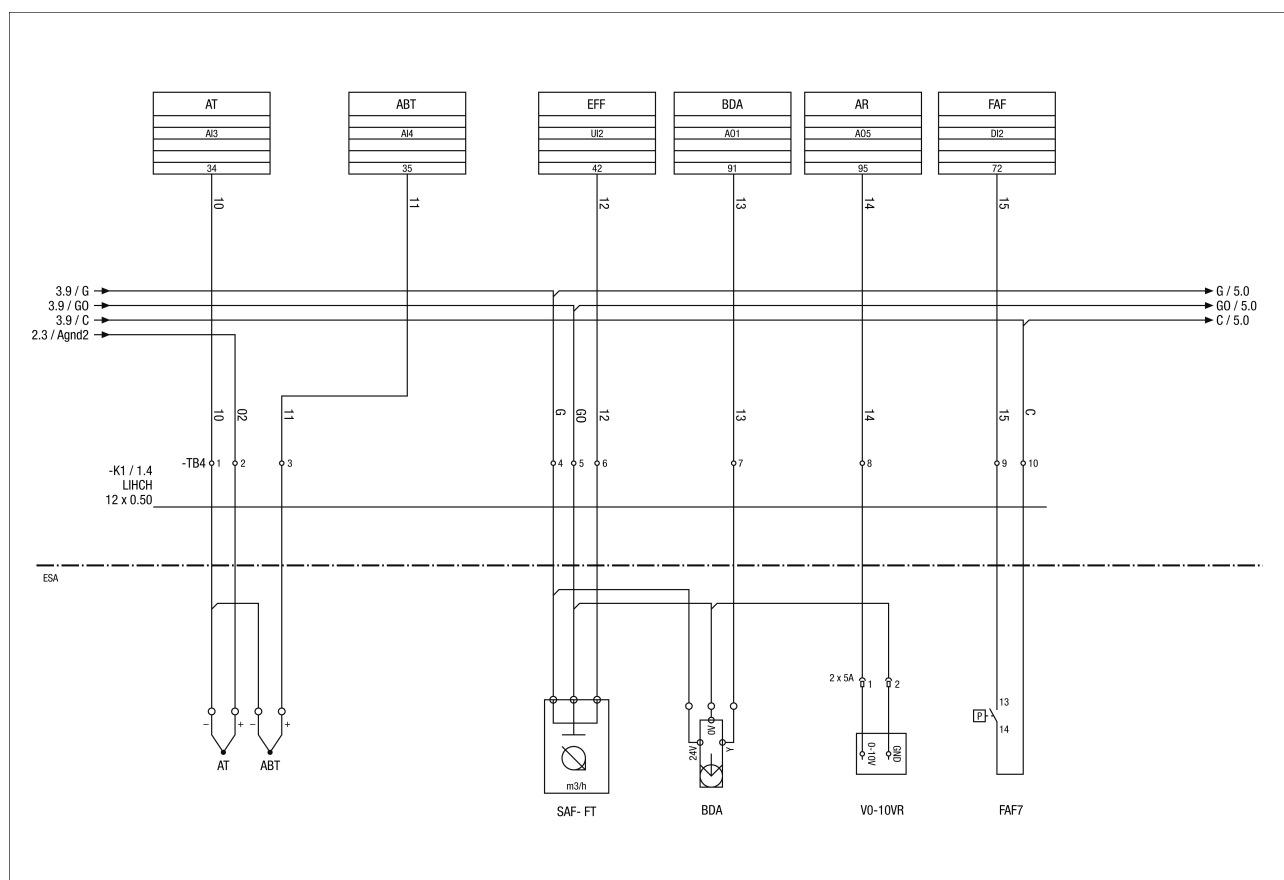 AT ABT EFF BDA AR FAF
AI3 AI4 UI2 AO1 AO5 DI2
34 35 42 91 95 72
10 11 12 13 14 15
3.9 / G G / 5.0
3.9 / GO GO / 5.0
3.9 / C C / 5.0
2.3 / Agnd2
10 02 11 G GO 12 13 14 15 C
-TB4 1 2 3 4 5 6 7 8 9 10
-K1 / 1.4
LIHCH
12 x 0.50
ESA
2 x 5A 1 2
13
P
14
- + - +
24V 0V Y
0-10V GND
AT ABT
m3/h
SAF- FT BDA V0-10VR FAF7